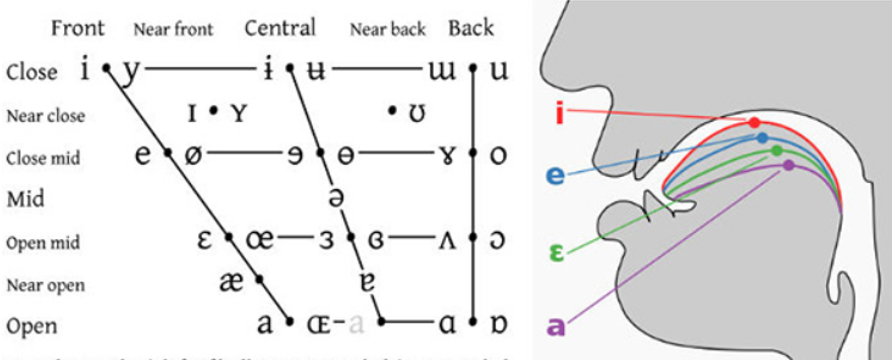 Front Near front Central Near back Back
Close i • y ɨ • ʉ ɯ • u
Near close ɪ • ʏ • ʊ
Close mid e • ø ɘ • ɵ ɤ • o
Mid ə
Open mid ɛ • œ ɜ • ɞ ʌ • ɔ
Near open æ • ɐ
Open a • Œ a • ɑ • ɒ
i
e
ɛ
a